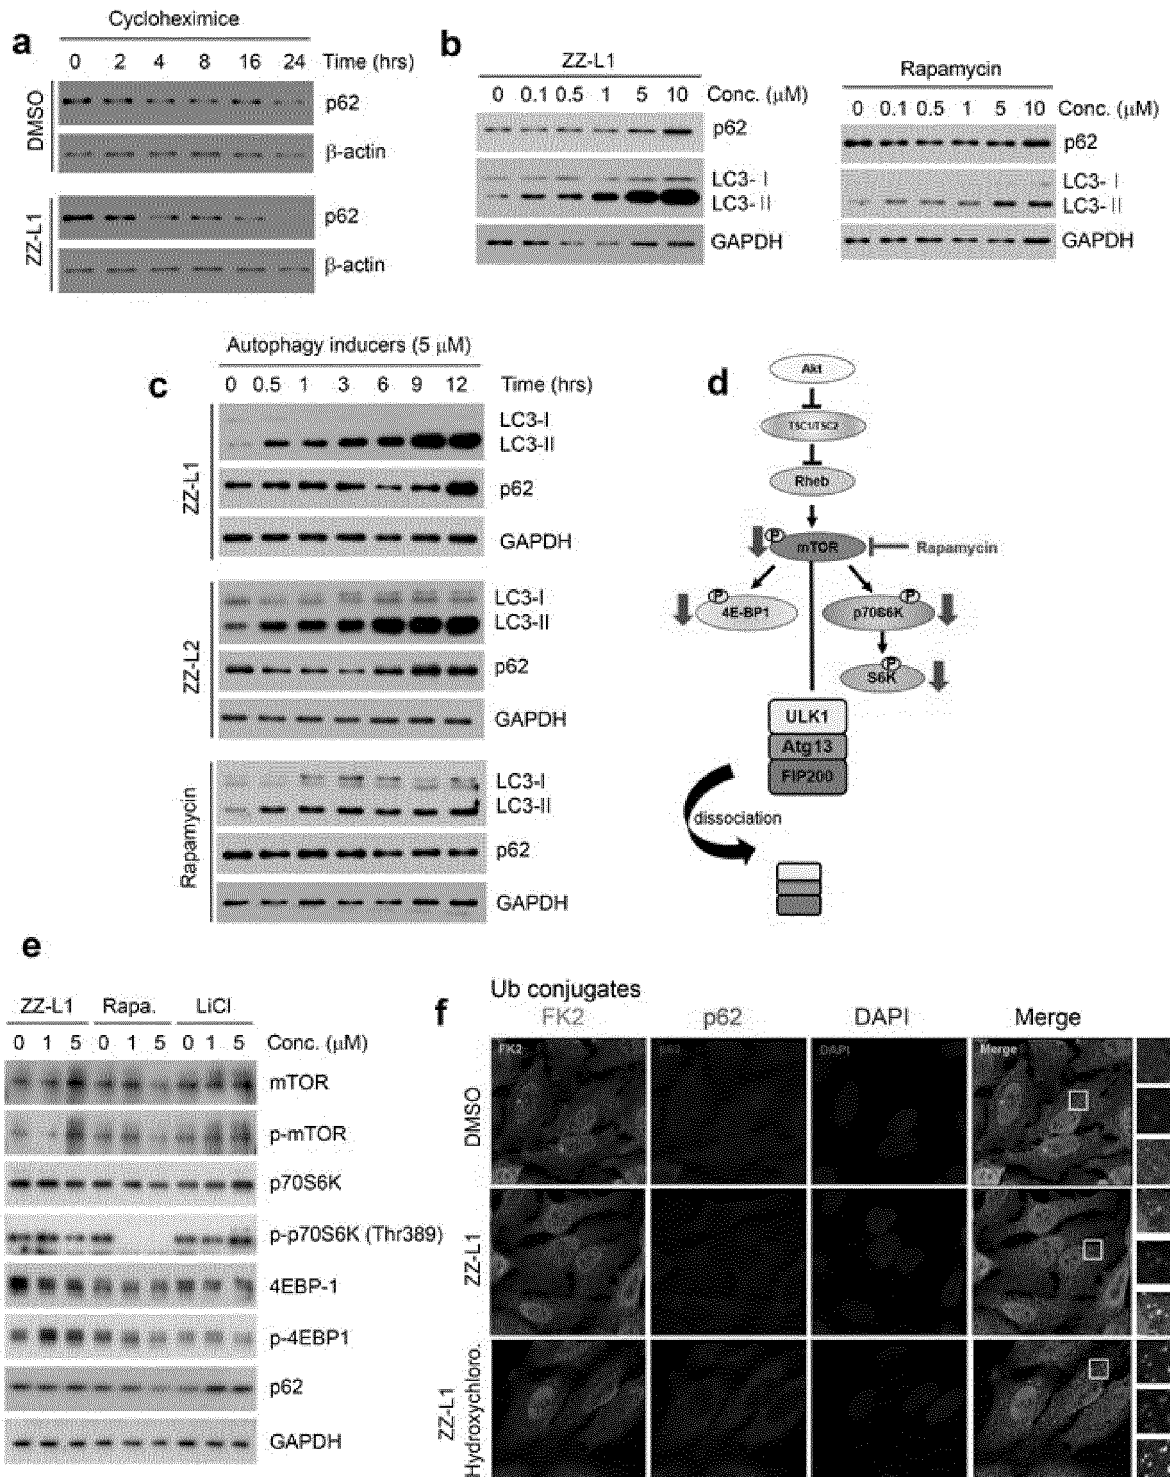 a
Cycloheximice
0 2 4 8 16 24 Time (hrs)
DMSO
p62
β-actin
ZZ-L1
p62
β-actin
b
ZZ-L1
0 0.1 0.5 1 5 10 Conc. (μM)
p62
LC3-I
LC3-II
GAPDH
Rapamycin
0 0.1 0.5 1 5 10 Conc. (μM)
p62
LC3-I
LC3-II
GAPDH
c
Autophagy inducers (5 μM)
0 0.5 1 3 6 9 12 Time (hrs)
ZZ-L1
LC3-I
LC3-II
p62
GAPDH
ZZ-L2
LC3-I
LC3-II
p62
GAPDH
Rapamycin
LC3-I
LC3-II
p62
GAPDH
d
Akt
TSC1/TSC2
Rheb
P
mTOR
Rapamycin
P
4E-BP1
P
p70S6K
P
S6K
ULK1
Atg13
FIP200
dissociation
e
ZZ-L1 Rapa. LiCl
0 1 5 0 1 5 0 1 5 Conc. (μM)
mTOR
p-mTOR
p70S6K
p-p70S6K (Thr389)
4EBP-1
p-4EBP1
p62
GAPDH
f
Ub conjugates
FK2 p62 DAPI Merge
FK2 p62 DAPI Merge
DMSO
ZZ-L1
ZZ-L1
Hydroxychloro.